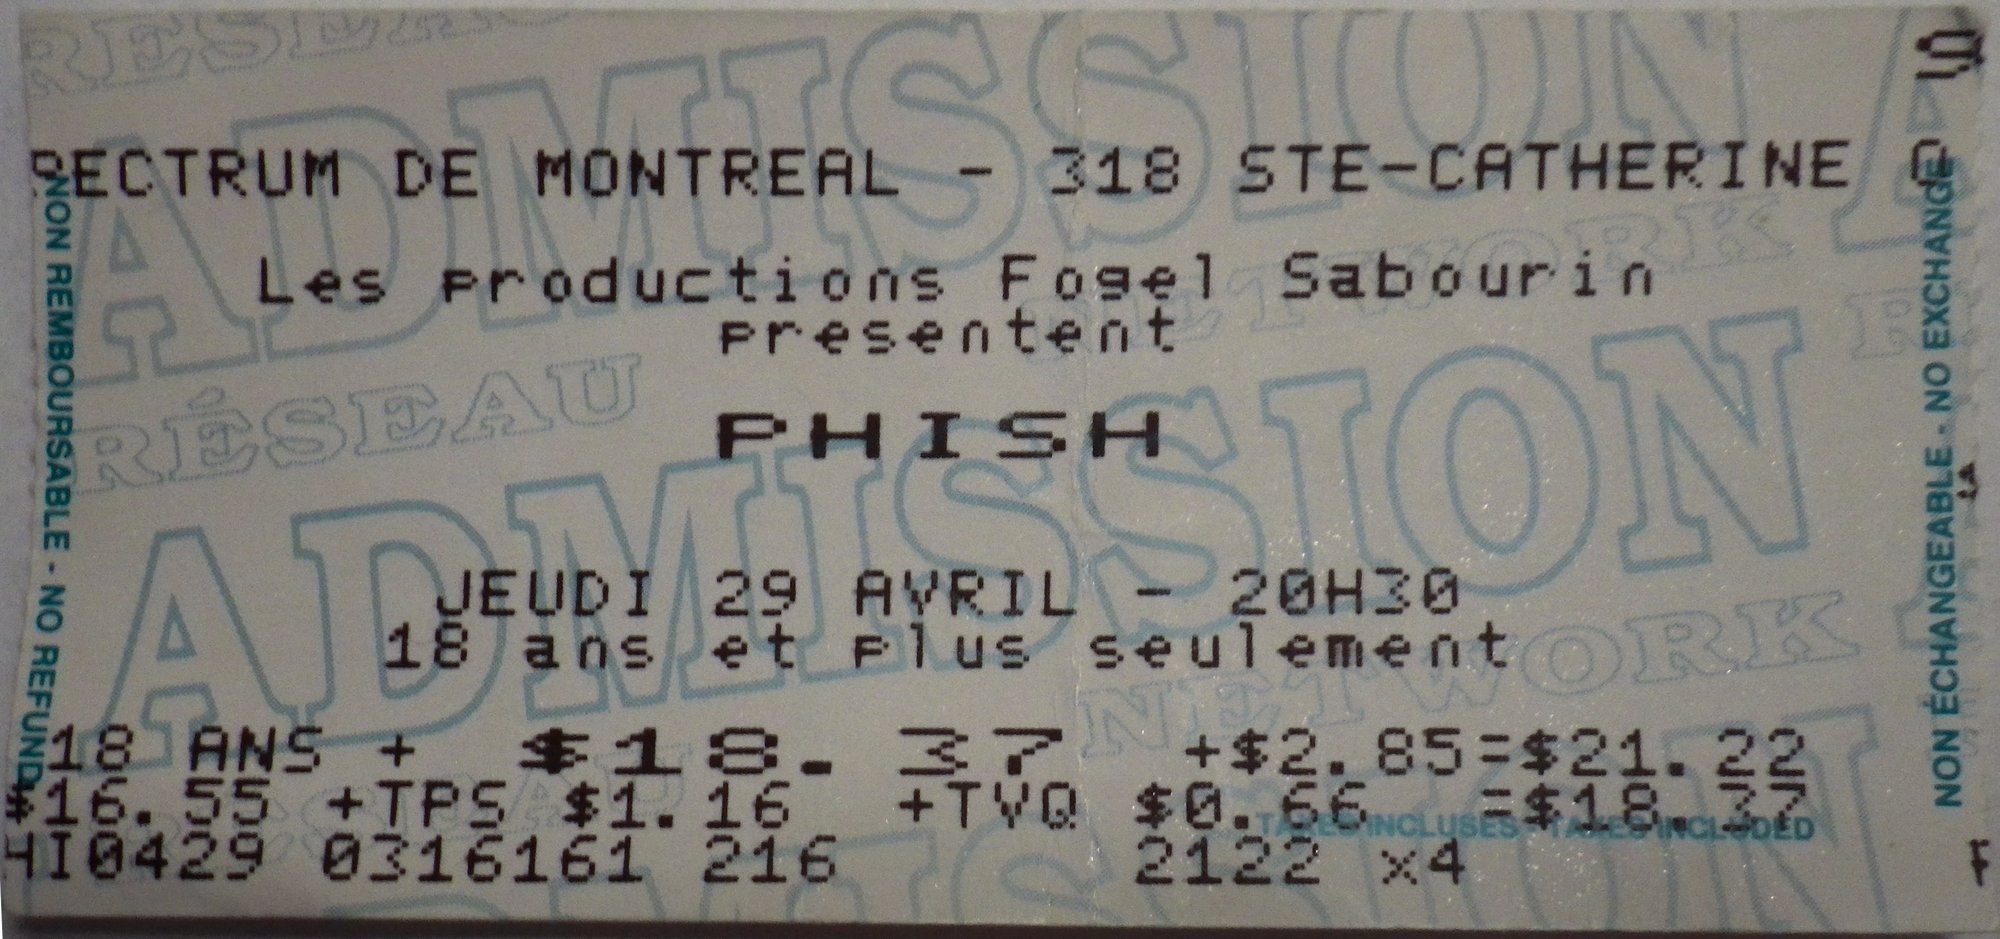 PECTRUM DE MONTREAL - 318 STE-CATHERINE
Les productions Fogel Sabourin
presentent
PHISH
JEUDI 29 AVRIL - 20H30
18 ans et plus seulement
18 ANS + $18.37 +$2.85=$21.22
$16.55 +TPS $1.16 +TVQ $0.66 =$18.37
TAXES INCLUSES - TAXES INCLUDED
HI0429 0316161 216 2122 x4
NON REMBOURSABLE - NO REFUND
NON ÉCHANGEABLE - NO EXCHANGE
RÉSEAU
ADMISSION
NETWORK
RÉSEAU
ADMISSION
NETWORK